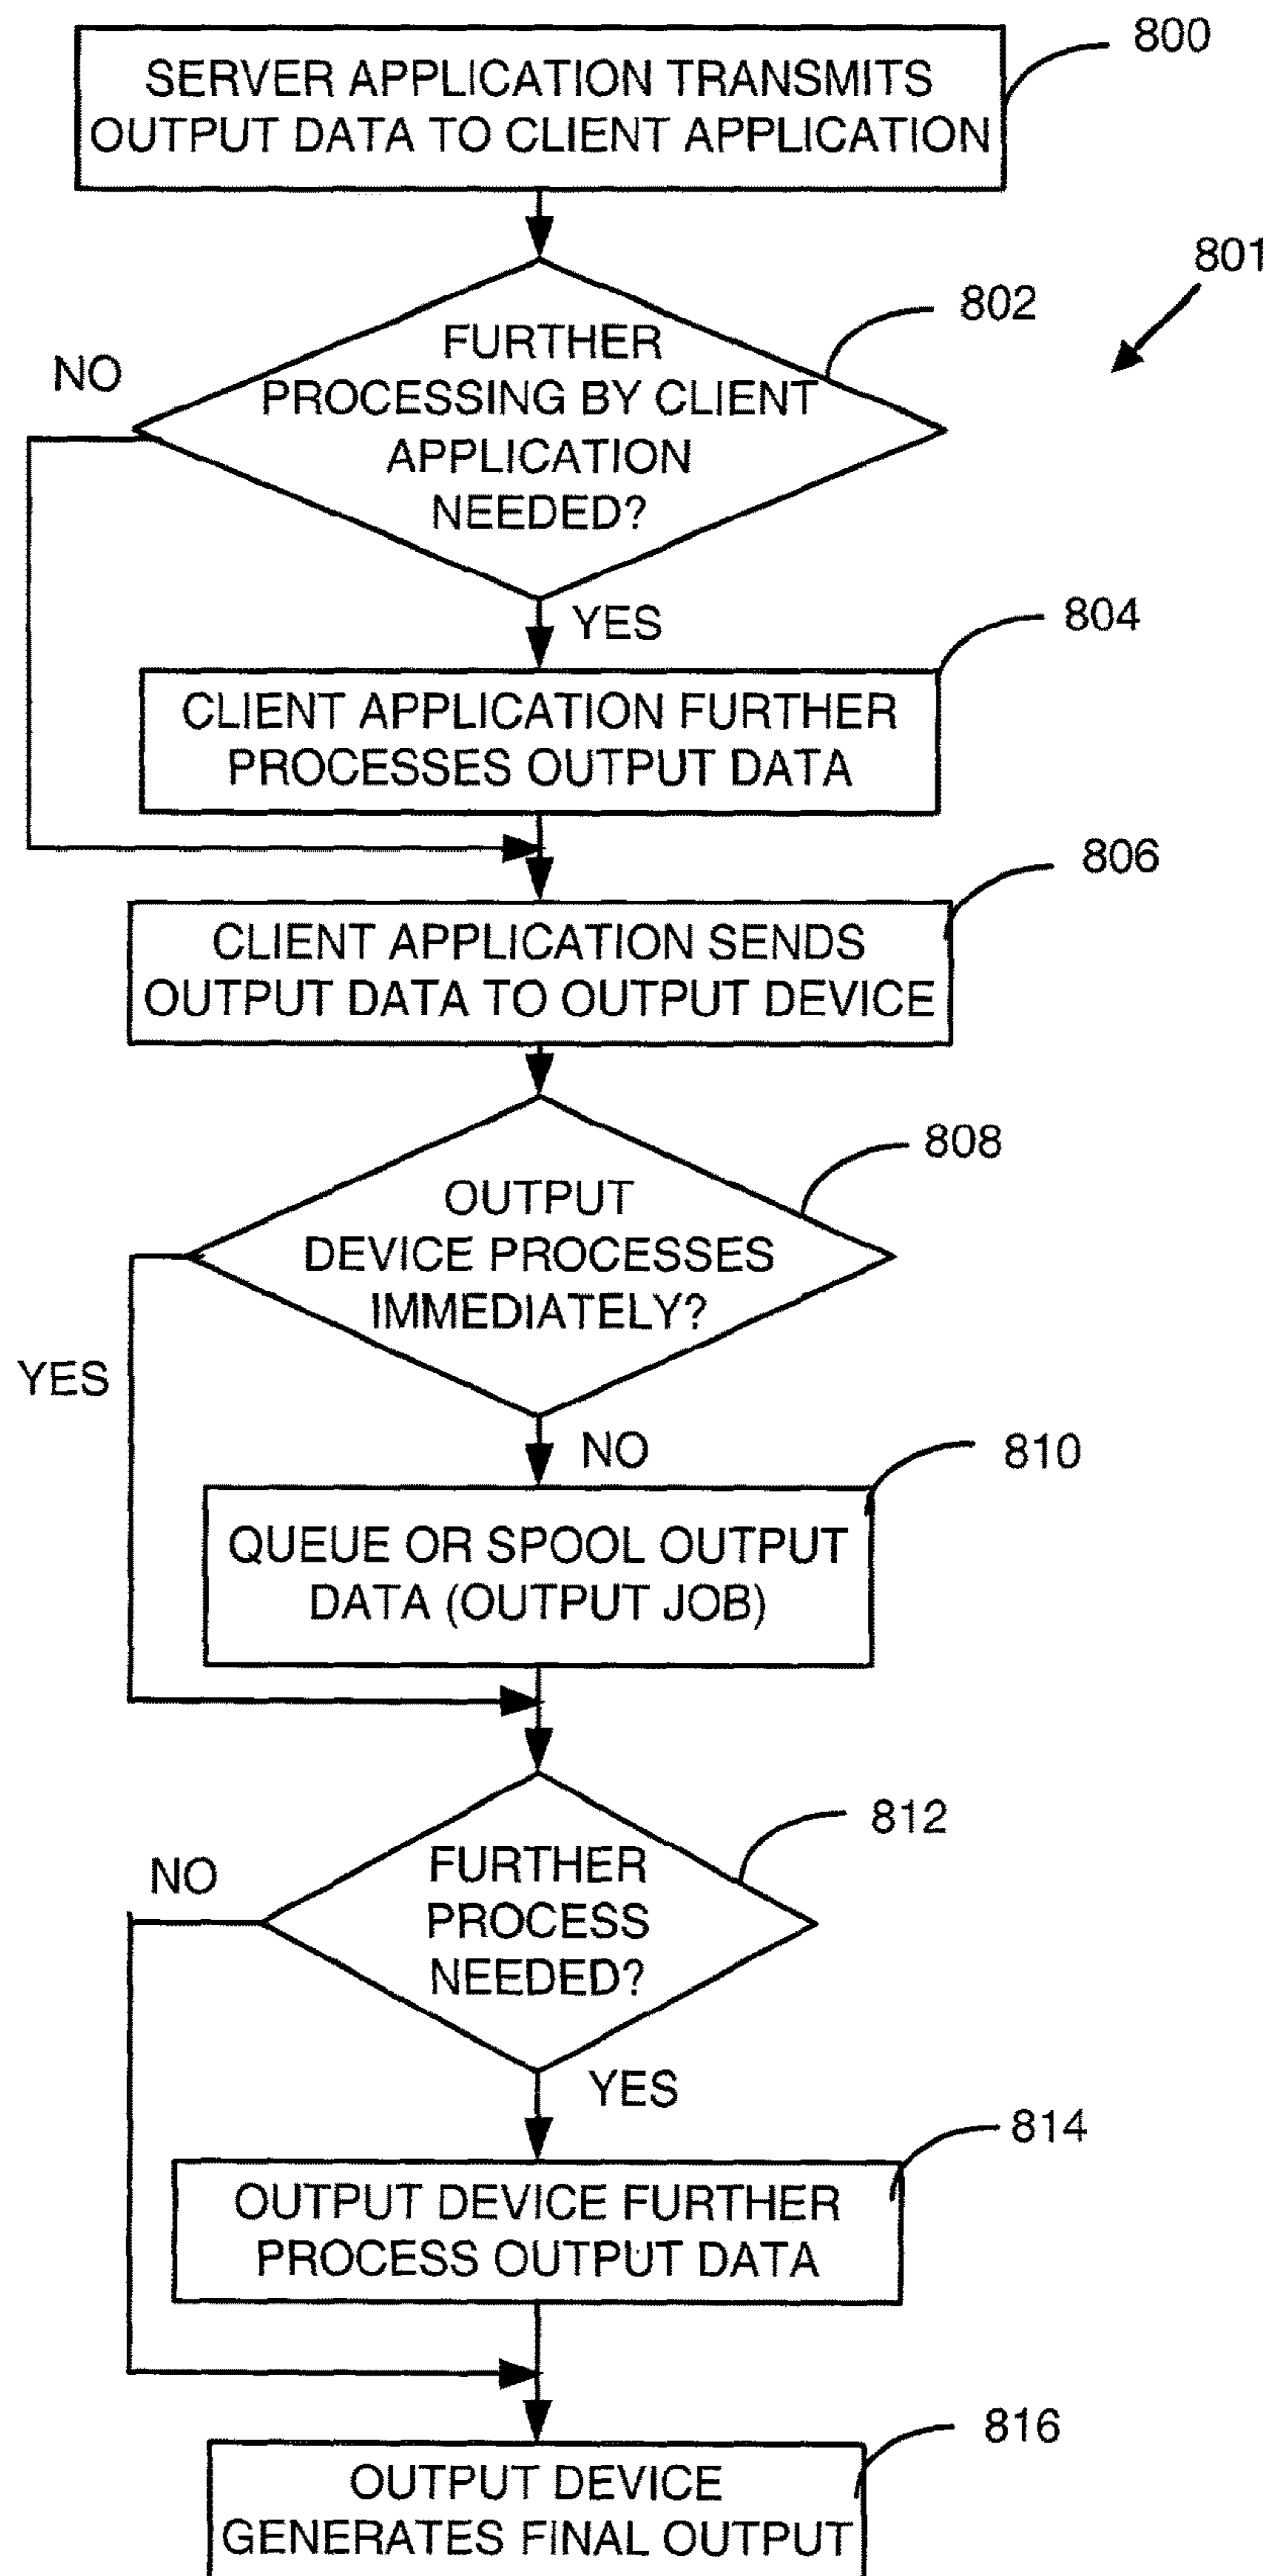 800
SERVER APPLICATION TRANSMITS
OUTPUT DATA TO CLIENT APPLICATION
801
802
NO
FURTHER
PROCESSING BY CLIENT
APPLICATION
NEEDED?
YES
804
CLIENT APPLICATION FURTHER
PROCESSES OUTPUT DATA
806
CLIENT APPLICATION SENDS
OUTPUT DATA TO OUTPUT DEVICE
808
OUTPUT
DEVICE PROCESSES
IMMEDIATELY?
YES
NO
810
QUEUE OR SPOOL OUTPUT
DATA (OUTPUT JOB)
812
NO
FURTHER
PROCESS
NEEDED?
YES
814
OUTPUT DEVICE FURTHER
PROCESS OUTPUT DATA
816
OUTPUT DEVICE
GENERATES FINAL OUTPUT